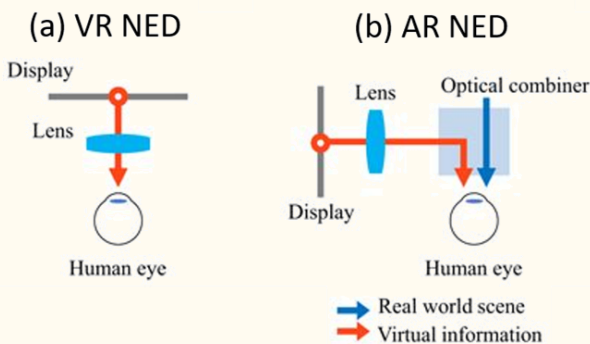 (a) VR NED
Display
Lens
Human eye
(b) AR NED
Lens
Optical combiner
Display
Human eye
Real world scene
Virtual information